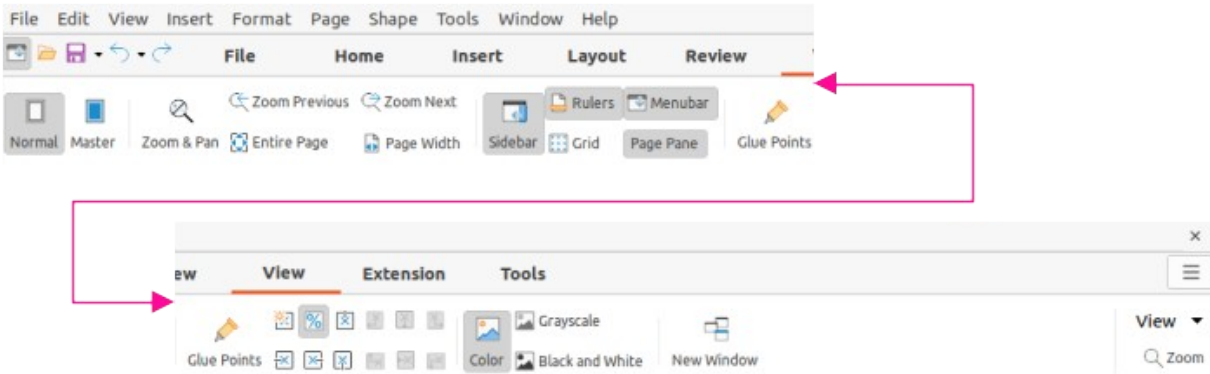 File Edit View Insert Format Page Shape Tools Window Help
File Home Insert Layout Review
Zoom Previous Zoom Next Rulers Menubar
Normal Master Zoom & Pan Entire Page Page Width Sidebar Grid Page Pane Glue Points
ew View Extension Tools
Grayscale View
Glue Points Color Black and White New Window Zoom